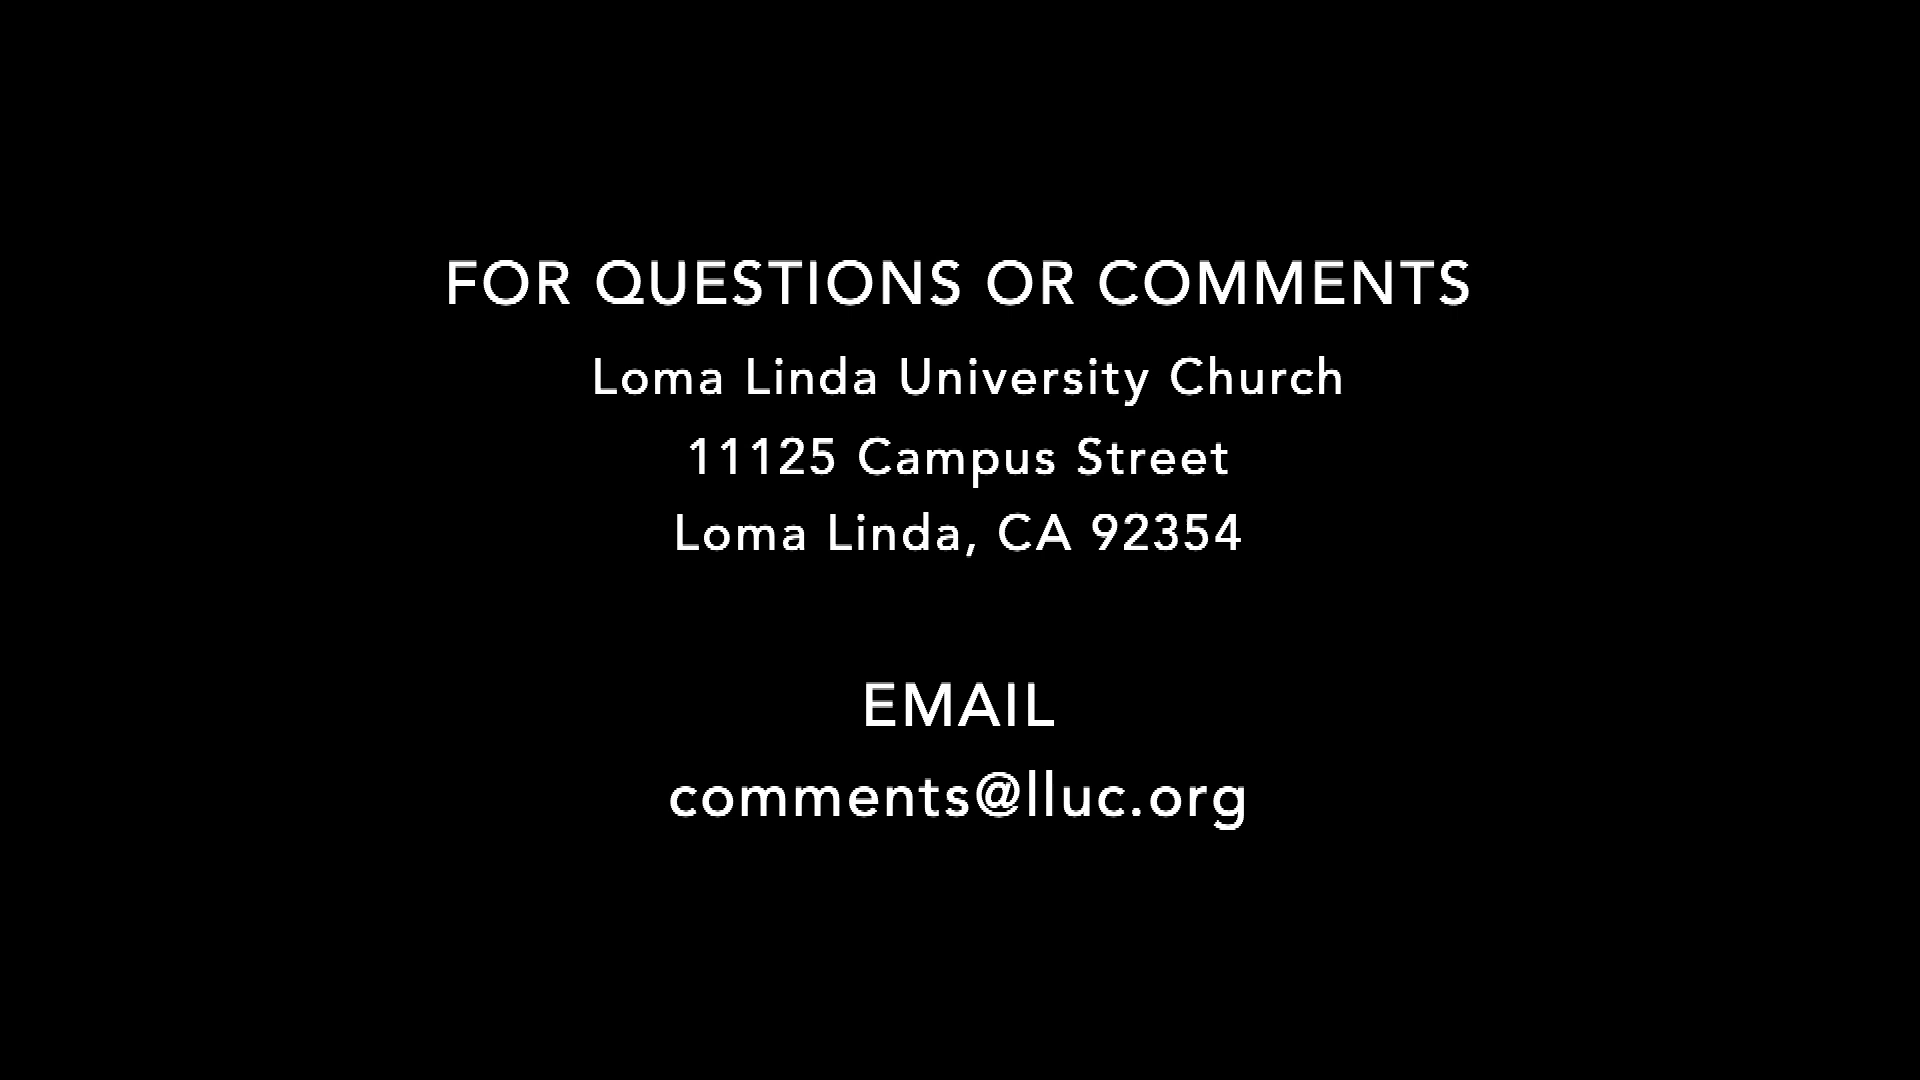 FOR QUESTIONS OR COMMENTS
Loma Linda University Church
11125 Campus Street
Loma Linda, CA 92354
EMAIL
comments@lluc.org